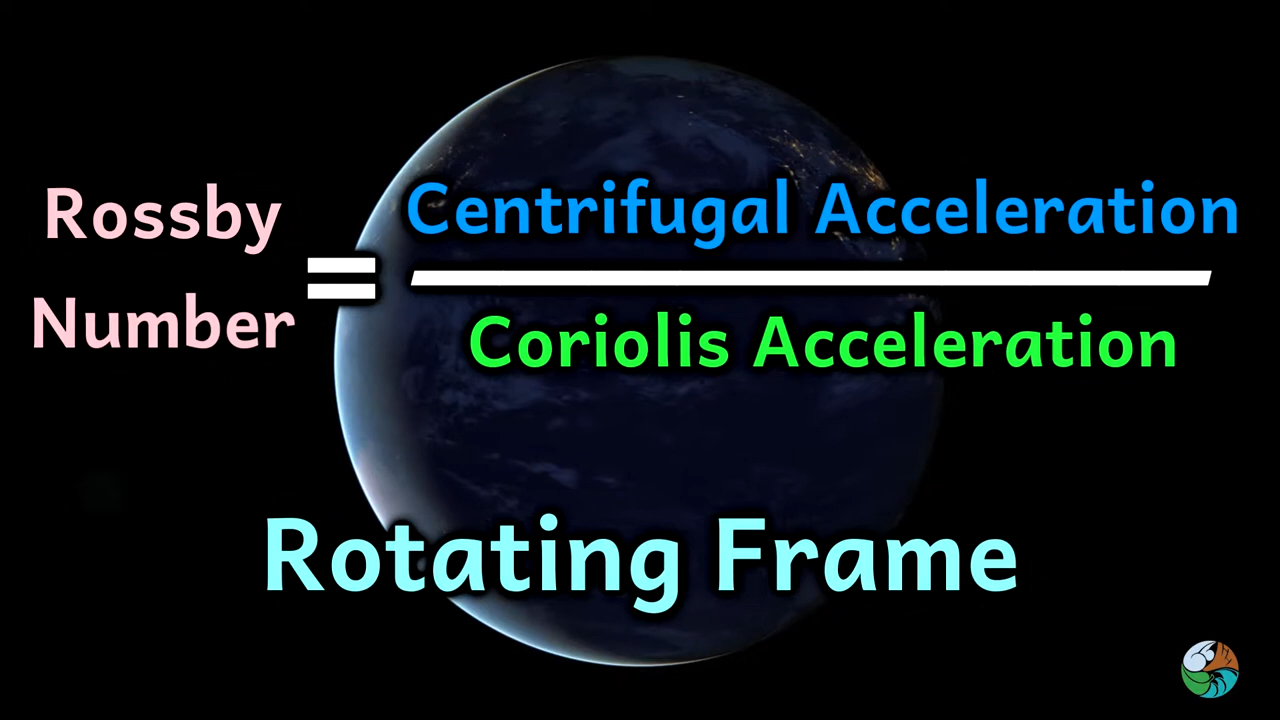 Rossby
Number
=
Centrifugal Acceleration
Coriolis Acceleration
Rotating Frame